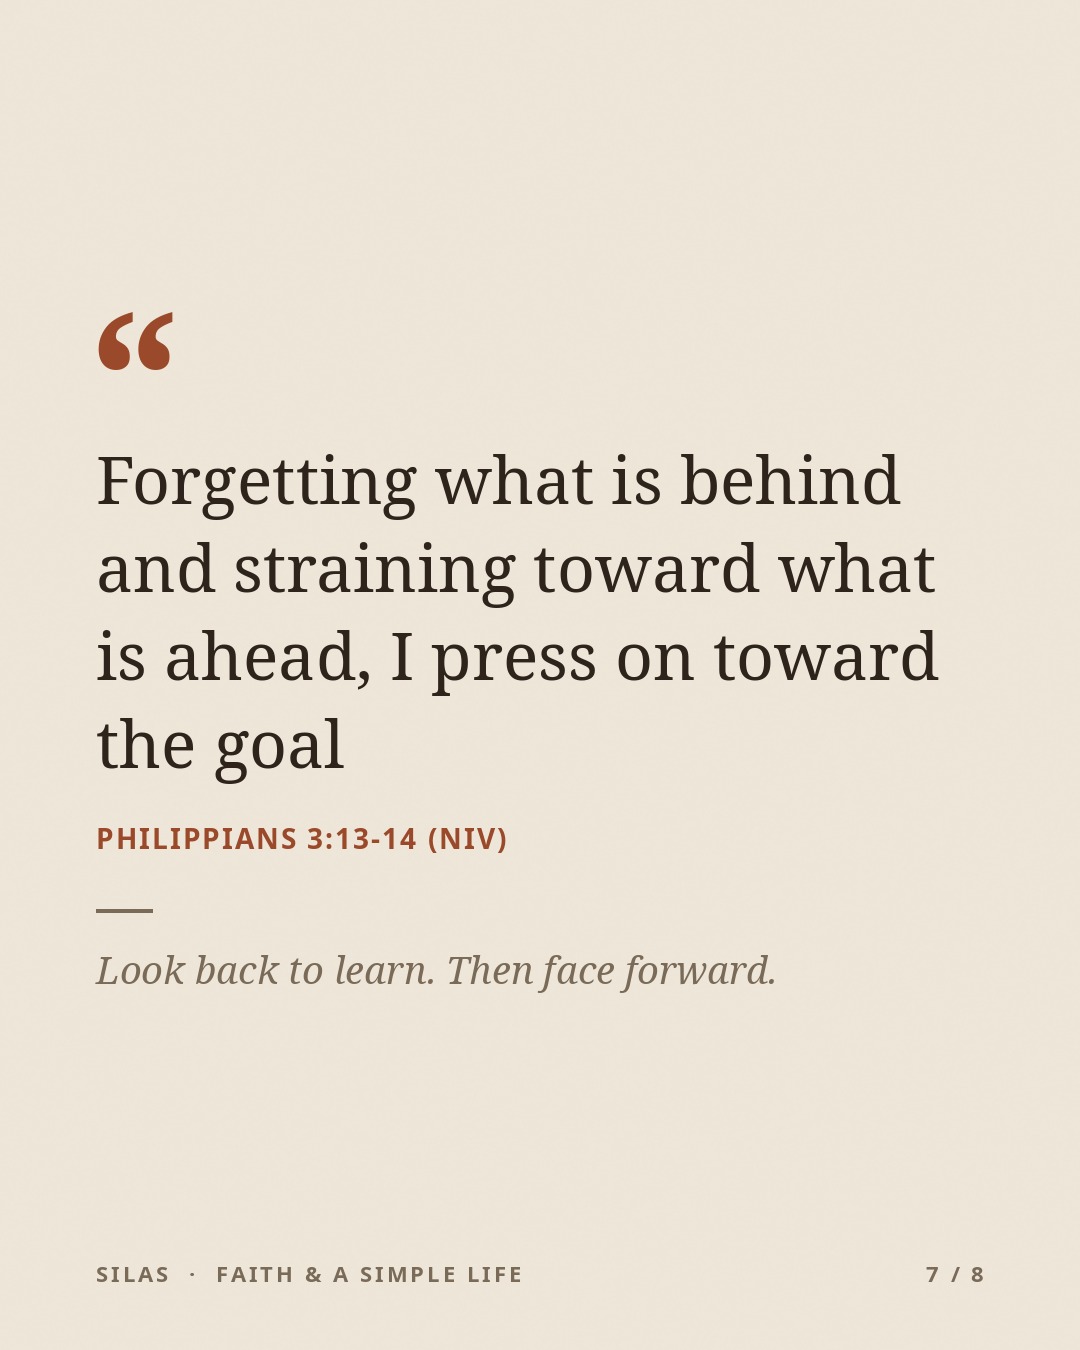 “
Forgetting what is behind
and straining toward what
is ahead, I press on toward
the goal
PHILIPPIANS 3:13-14 (NIV)
Look back to learn. Then face forward.
SILAS · FAITH & A SIMPLE LIFE
7 / 8